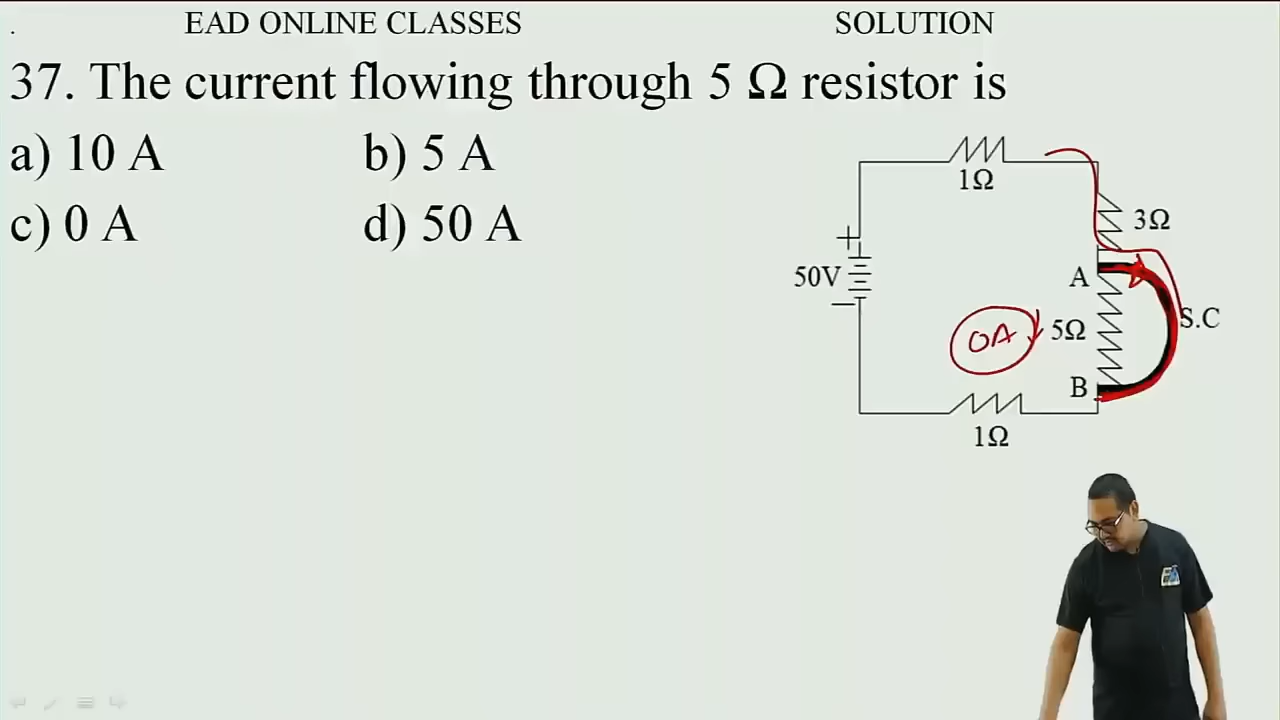 . EAD ONLINE CLASSES SOLUTION
37. The current flowing through 5 Ω resistor is
a) 10 A b) 5 A
c) 0 A d) 50 A
1Ω
3Ω
+
50V
−
A
S.C
0A
5Ω
B
1Ω